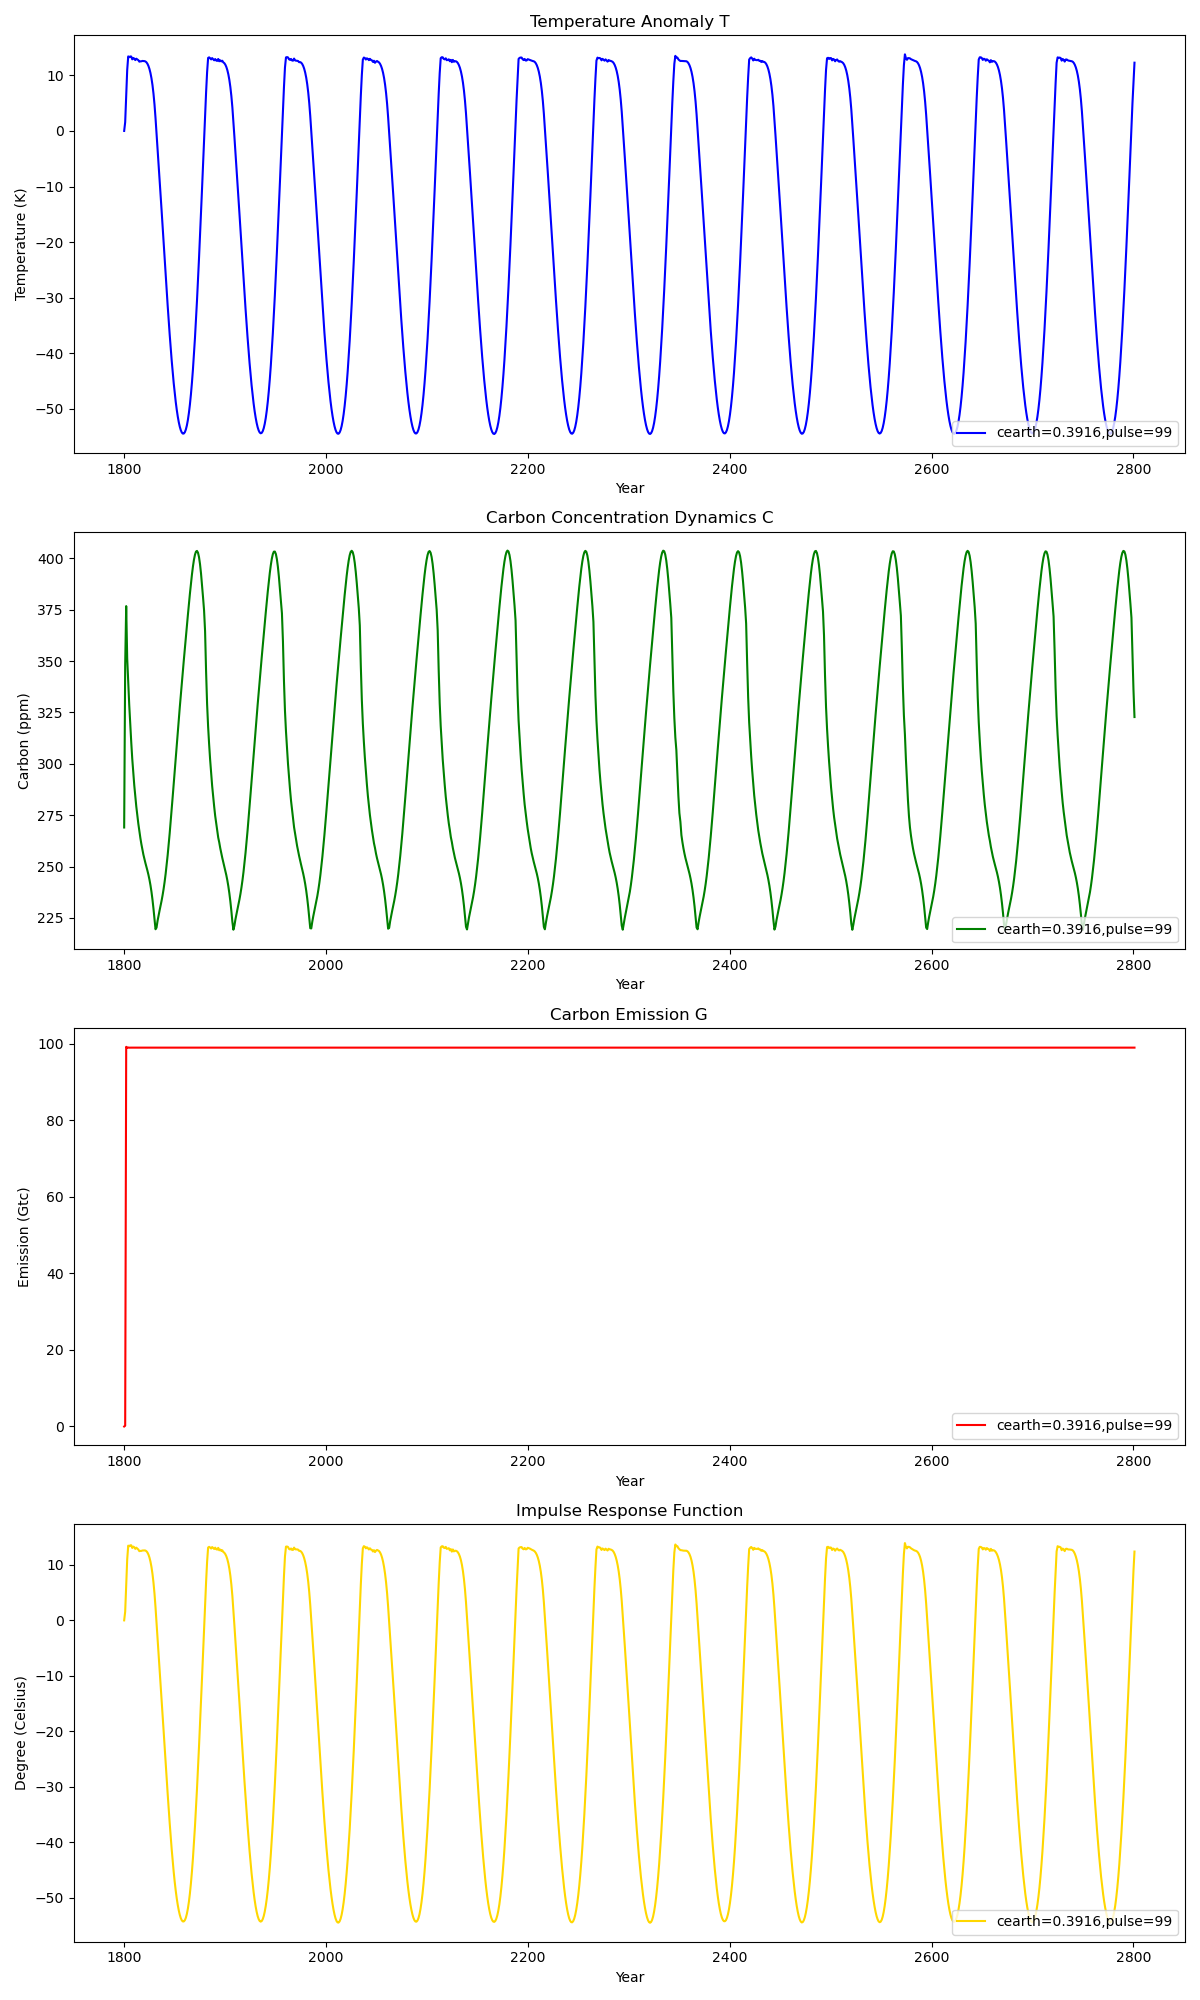 Temperature Anomaly T
Temperature (K)
10
0
−10
−20
−30
−40
−50
cearth=0.3916,pulse=99
1800 2000 2200 2400 2600 2800
Year
Carbon Concentration Dynamics C
Carbon (ppm)
400
375
350
325
300
275
250
225
cearth=0.3916,pulse=99
1800 2000 2200 2400 2600 2800
Year
Carbon Emission G
Emission (Gtc)
100
80
60
40
20
0
cearth=0.3916,pulse=99
1800 2000 2200 2400 2600 2800
Year
Impulse Response Function
Degree (Celsius)
10
0
−10
−20
−30
−40
−50
cearth=0.3916,pulse=99
1800 2000 2200 2400 2600 2800
Year